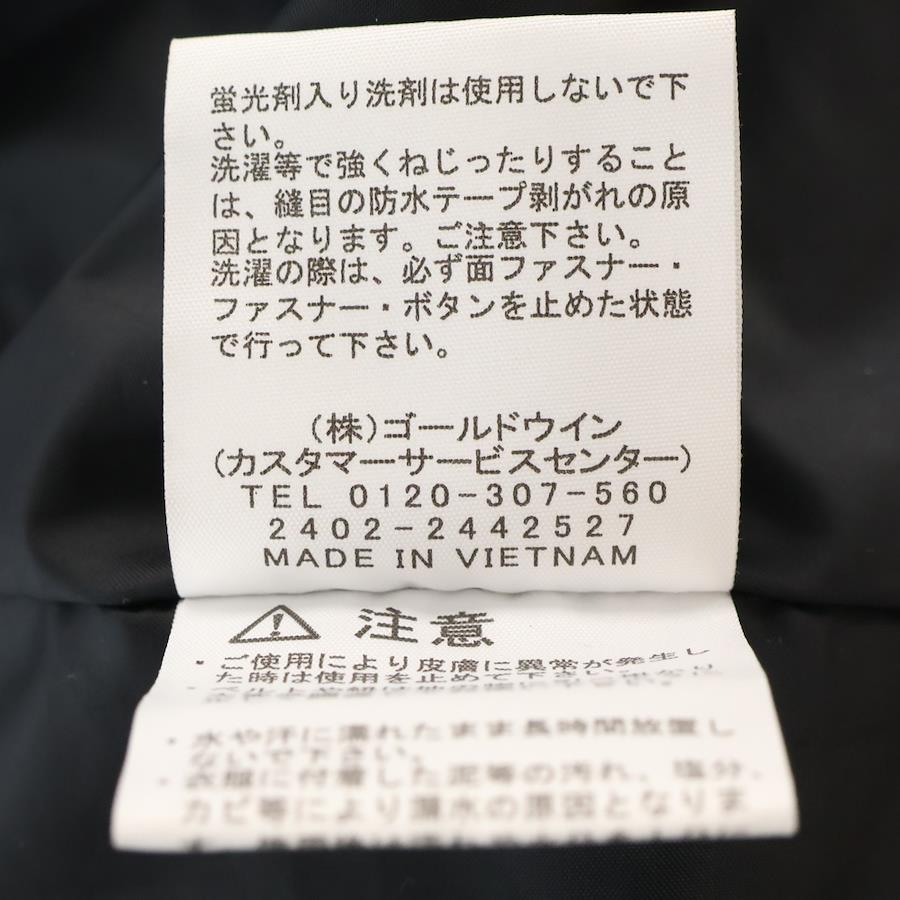 蛍光剤入り洗剤は使用しないで下
さい。
洗濯等で強くねじったりすること
は、縫目の防水テープ剥がれの原
因となります。ご注意下さい。
洗濯の際は、必ず面ファスナー・
ファスナー・ボタンを止めた状態
で行って下さい。
(株)ゴールドウイン
(カスタマーサービスセンター)
TEL 0120-307-560
2402-2442527
MADE IN VIETNAM
注意
・ご使用により皮膚に異常が発生し
た時は使用を止めて下さい。
・水や汗に濡れたまま長時間放置し
ないで下さい。
・衣服に付着した泥等の汚れ、塩分、
カビ等により漏水の原因となりま